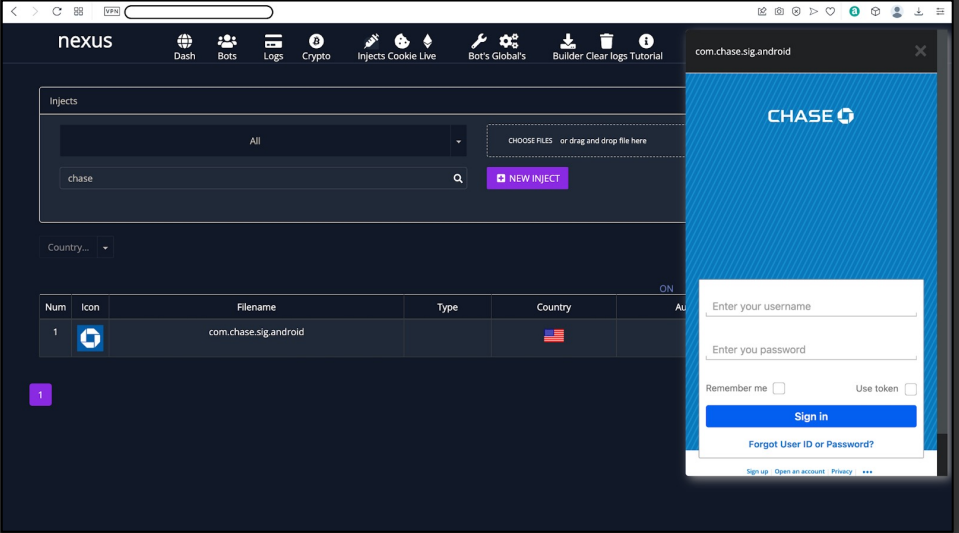 VPN
nexus
Dash
Bots
Logs
Crypto
Injects Cookie Live
Bot's Global's
Builder Clear logs Tutorial
Injects
All
CHOOSE FILES or drag and drop file here
chase
NEW INJECT
Country...
ON
Num Icon Filename Type Country Au
1 com.chase.sig.android
1
com.chase.sig.android
CHASE
Enter your username
Enter you password
Remember me Use token
Sign in
Forgot User ID or Password?
Sign up Open an account Privacy